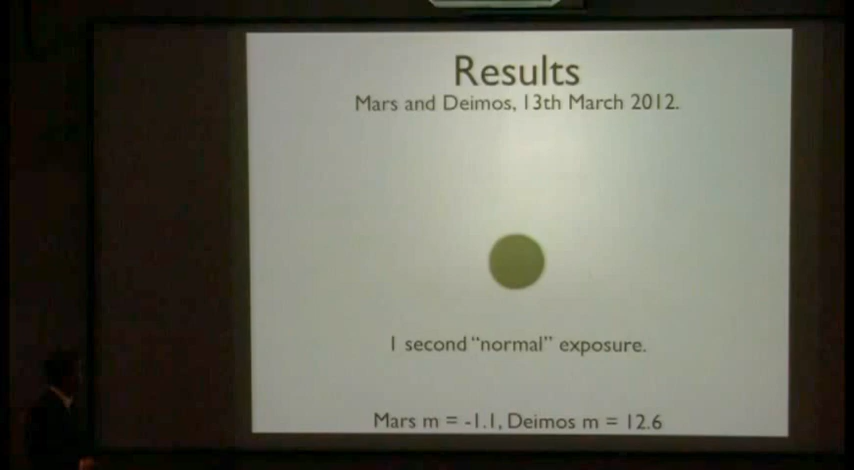 Results
Mars and Deimos, 13th March 2012.
1 second "normal" exposure.
Mars m = -1.1, Deimos m = 12.6